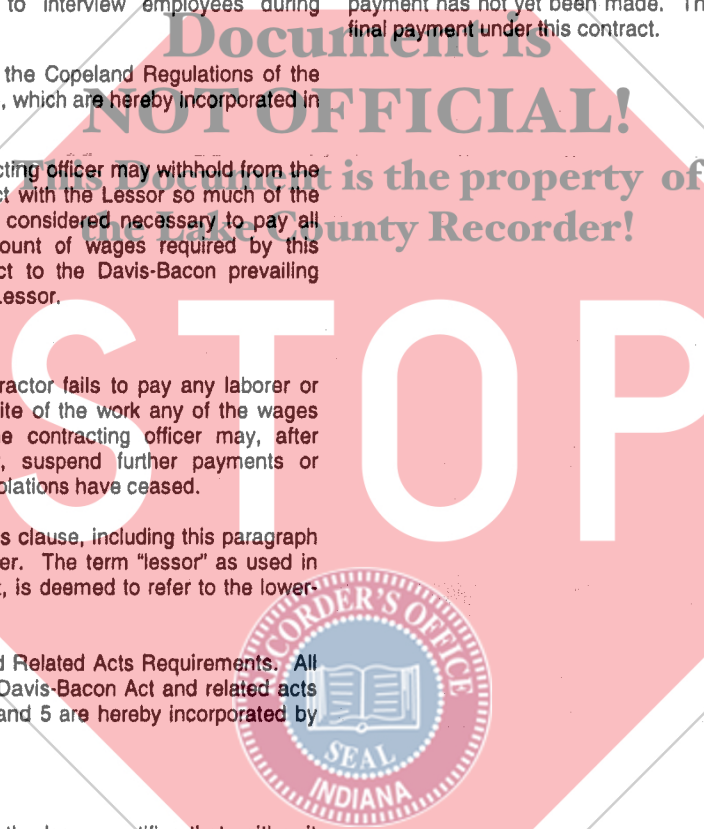 to interview employees during
the Copeland Regulations of the
, which are hereby incorporated in
cting officer may withhold from the
ct with the Lessor so much of the
considered necessary to pay all
ount of wages required by this
ct to the Davis-Bacon prevailing
essor.
ractor fails to pay any laborer or
ite of the work any of the wages
e contracting officer may, after
, suspend further payments or
olations have ceased.
s clause, including this paragraph
er. The term "lessor" as used in
t, is deemed to refer to the lower-
d Related Acts Requirements. All
Davis-Bacon Act and related acts
and 5 are hereby incorporated by
payment has not yet been made. Th
final payment under this contract.
Document is
NOT OFFICIAL!
This Document is the property of
the Lake County Recorder!
STOP
RECORDER'S OFFICE
SEAL
INDIANA